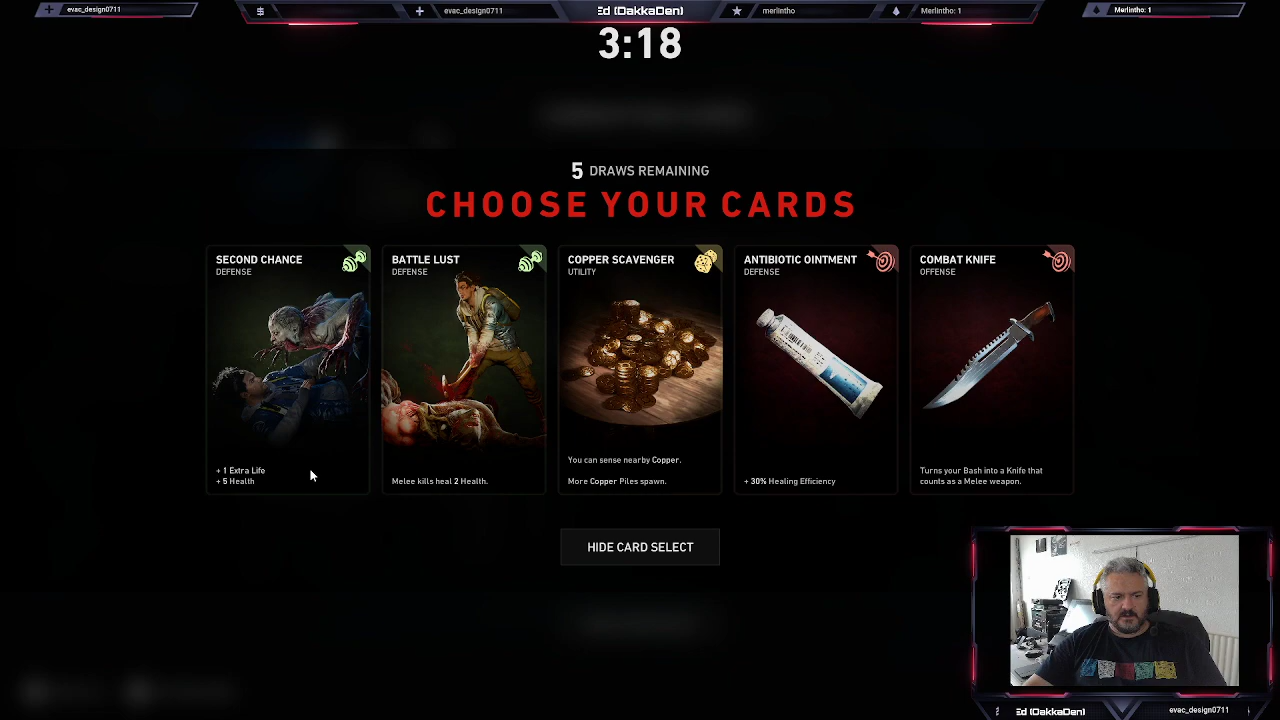 evac_design0711
evac_design0711
Ed (DakkaDen)
merlintho
Merlintho: 1
Merlintho: 1
3:18
5 DRAWS REMAINING
CHOOSE YOUR CARDS
SECOND CHANCE
DEFENSE
+ 1 Extra Life
+ 5 Health
BATTLE LUST
DEFENSE
Melee kills heal 2 Health.
COPPER SCAVENGER
UTILITY
You can sense nearby Copper.
More Copper Piles spawn.
ANTIBIOTIC OINTMENT
DEFENSE
+ 30% Healing Efficiency
COMBAT KNIFE
OFFENSE
Turns your Bash into a Knife that
counts as a Melee weapon.
HIDE CARD SELECT
Ed (DakkaDen)
evac_design0711